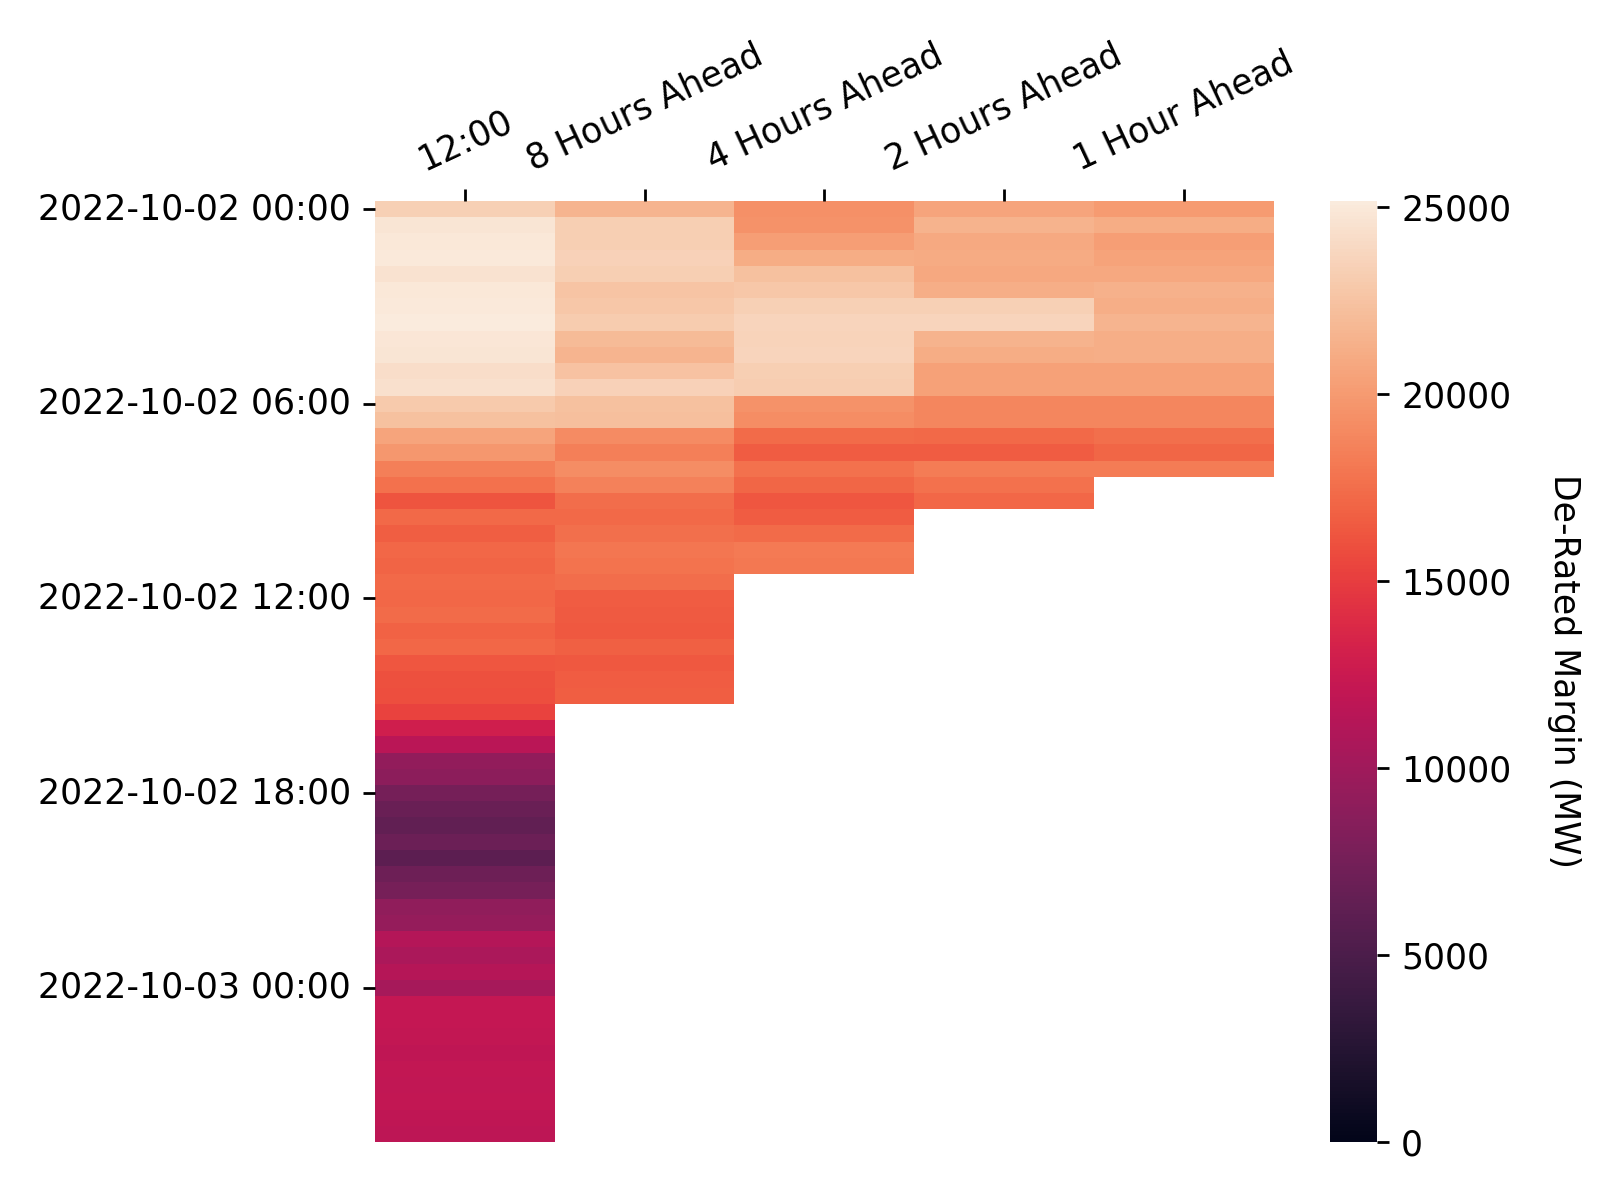 12:00
8 Hours Ahead
4 Hours Ahead
2 Hours Ahead
1 Hour Ahead
2022-10-02 00:00
2022-10-02 06:00
2022-10-02 12:00
2022-10-02 18:00
2022-10-03 00:00
25000
20000
15000
10000
5000
0
De-Rated Margin (MW)